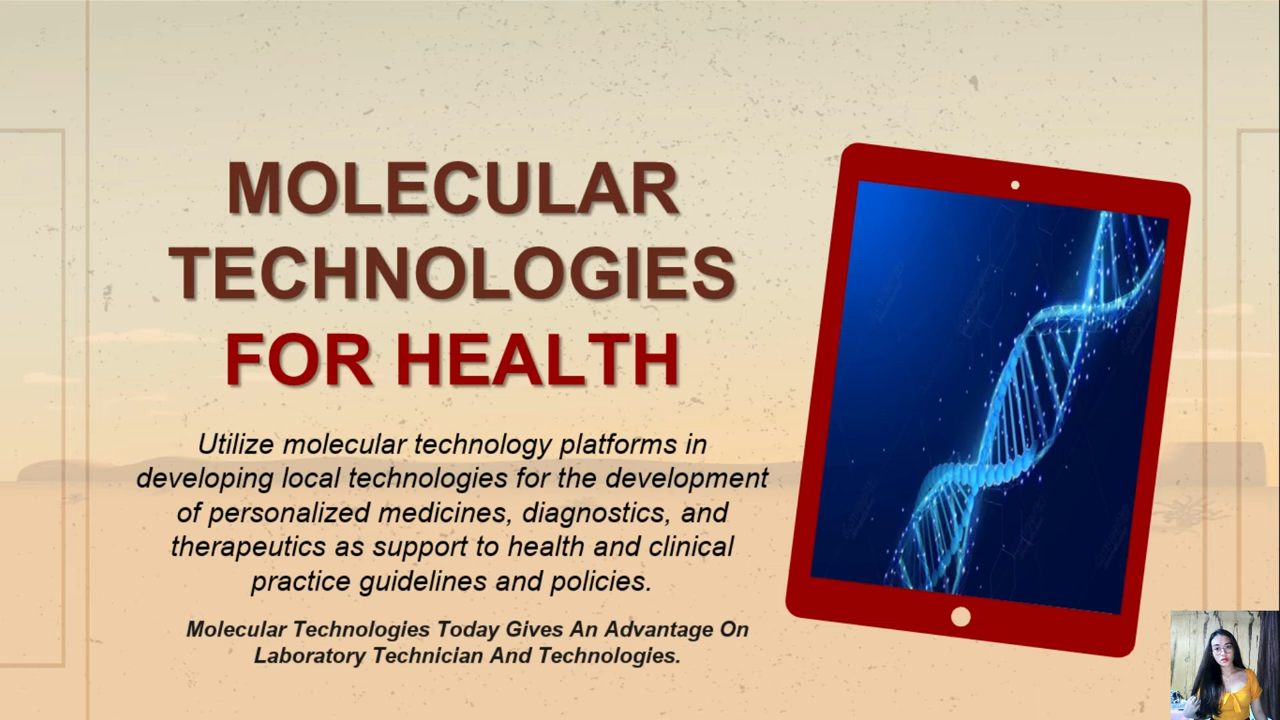 MOLECULAR
TECHNOLOGIES
FOR HEALTH
Utilize molecular technology platforms in
developing local technologies for the development
of personalized medicines, diagnostics, and
therapeutics as support to health and clinical
practice guidelines and policies.
Molecular Technologies Today Gives An Advantage On
Laboratory Technician And Technologies.